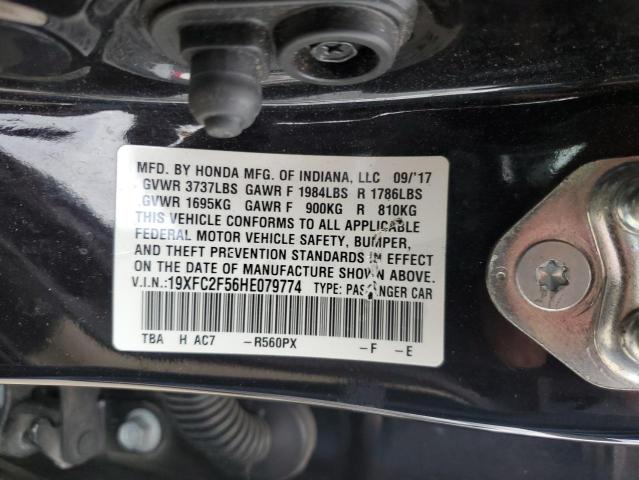 MFD. BY HONDA MFG. OF INDIANA, LLC 09/'17
GVWR 3737LBS GAWR F 1984LBS R 1786LBS
GVWR 1695KG GAWR F 900KG R 810KG
THIS VEHICLE CONFORMS TO ALL APPLICABLE
FEDERAL MOTOR VEHICLE SAFETY, BUMPER,
AND THEFT PREVENTION STANDARDS IN EFFECT
ON THE DATE OF MANUFACTURE SHOWN ABOVE.
V.I.N.:19XFC2F56HE079774 TYPE: PASSENGER CAR
TBA H AC7 -R560PX -F -E